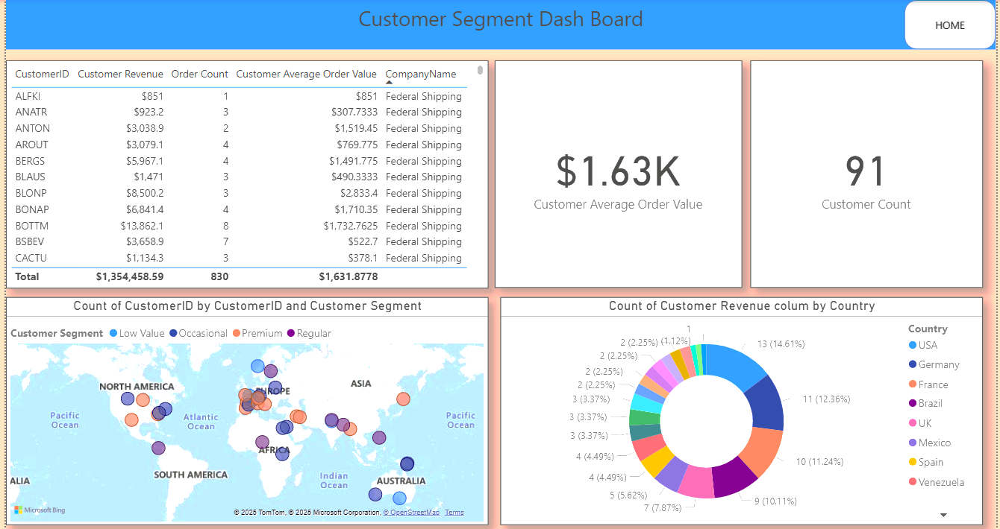 Customer Segment Dash Board
HOME
CustomerID Customer Revenue Order Count Customer Average Order Value CompanyName
ALFKI $851 1 $851 Federal Shipping
ANATR $923.2 3 $307.7333 Federal Shipping
ANTON $3,038.9 2 $1,519.45 Federal Shipping
AROUT $3,079.1 4 $769.775 Federal Shipping
BERGS $5,967.1 4 $1,491.775 Federal Shipping
BLAUS $1,471 3 $490.3333 Federal Shipping
BLONP $8,500.2 3 $2,833.4 Federal Shipping
BONAP $6,841.4 4 $1,710.35 Federal Shipping
BOTTM $13,862.1 8 $1,732.7625 Federal Shipping
BSBEV $3,658.9 7 $522.7 Federal Shipping
CACTU $1,134.3 3 $378.1 Federal Shipping
Total $1,354,458.59 830 $1,631.8778
$1.63K
Customer Average Order Value
91
Customer Count
Count of CustomerID by CustomerID and Customer Segment
Customer Segment Low Value Occasional Premium Regular
NORTH AMERICA
EUROPE
ASIA
Pacific
Ocean
Atlantic
Ocean
Pacific
Ocean
AFRICA
SOUTH AMERICA
Indian
Ocean
AUSTRALIA
ALIA
Microsoft Bing
© 2025 TomTom, © 2025 Microsoft Corporation, © OpenStreetMap Terms
Count of Customer Revenue colum by Country
1
(1.12%)
2 (2.25%)
2 (2.25%)
2 (2.25%)
2 (2.25%)
3 (3.37%)
3 (3.37%)
3 (3.37%)
4 (4.49%)
4 (4.49%)
5 (5.62%)
7 (7.87%)
9 (10.11%)
10 (11.24%)
11 (12.36%)
13 (14.61%)
Country
USA
Germany
France
Brazil
UK
Mexico
Spain
Venezuela